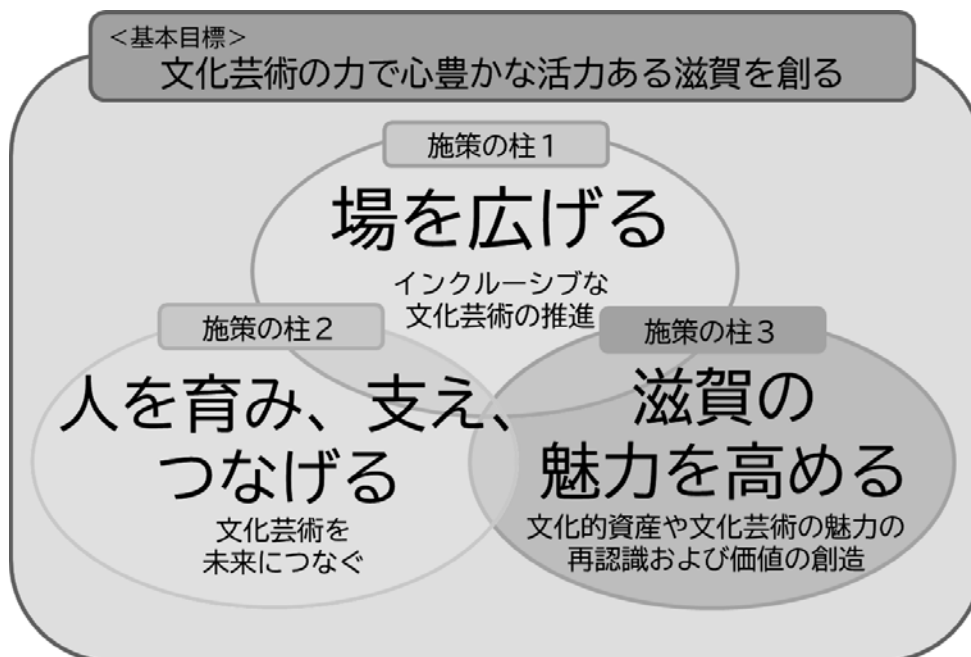 ＜基本目標＞
文化芸術の力で心豊かな活力ある滋賀を創る
施策の柱１
場を広げる
インクルーシブな
文化芸術の推進
施策の柱２
人を育み、支え、
つなげる
文化芸術を
未来につなぐ
施策の柱３
滋賀の
魅力を高める
文化的資産や文化芸術の魅力の
再認識および価値の創造